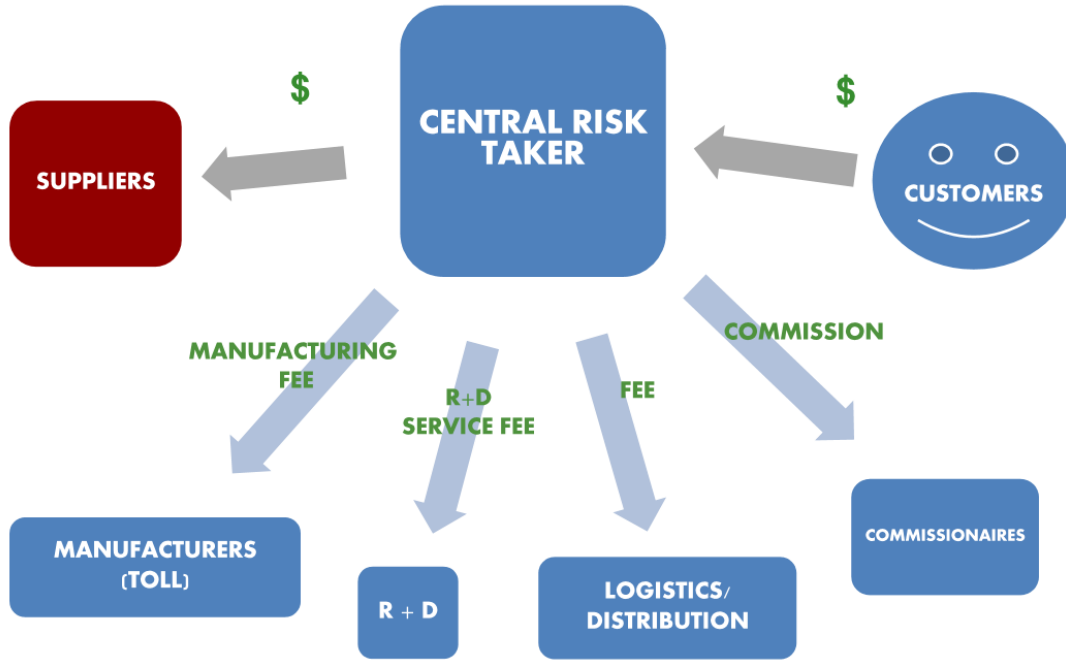 $
$
CENTRAL RISK
TAKER
SUPPLIERS
CUSTOMERS
MANUFACTURING
FEE
R+D
SERVICE FEE
FEE
COMMISSION
MANUFACTURERS
(TOLL)
R + D
LOGISTICS/
DISTRIBUTION
COMMISSIONAIRES